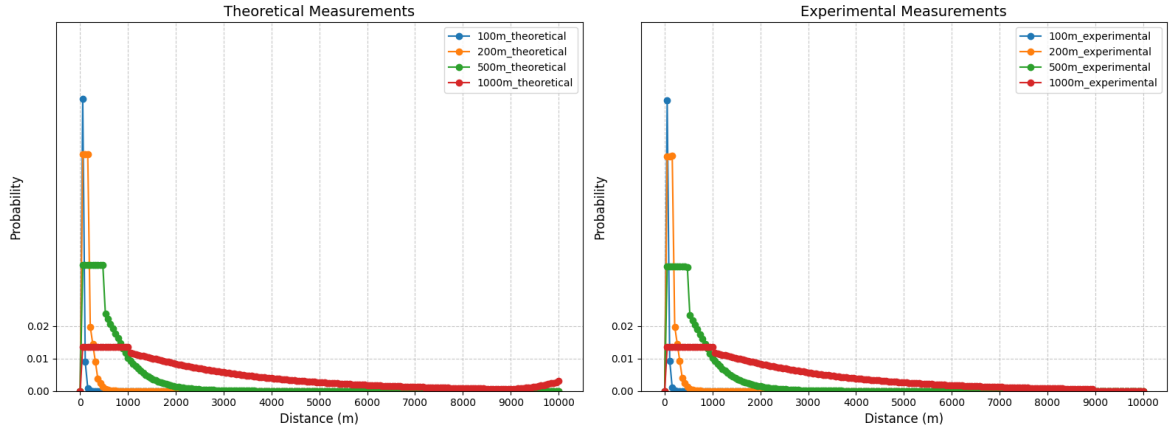 Theoretical Measurements
Probability
0.02
0.01
0.00
100m_theoretical
200m_theoretical
500m_theoretical
1000m_theoretical
0
1000
2000
3000
4000
5000
6000
7000
8000
9000
10000
Distance (m)
Experimental Measurements
Probability
0.02
0.01
0.00
100m_experimental
200m_experimental
500m_experimental
1000m_experimental
0
1000
2000
3000
4000
5000
6000
7000
8000
9000
10000
Distance (m)